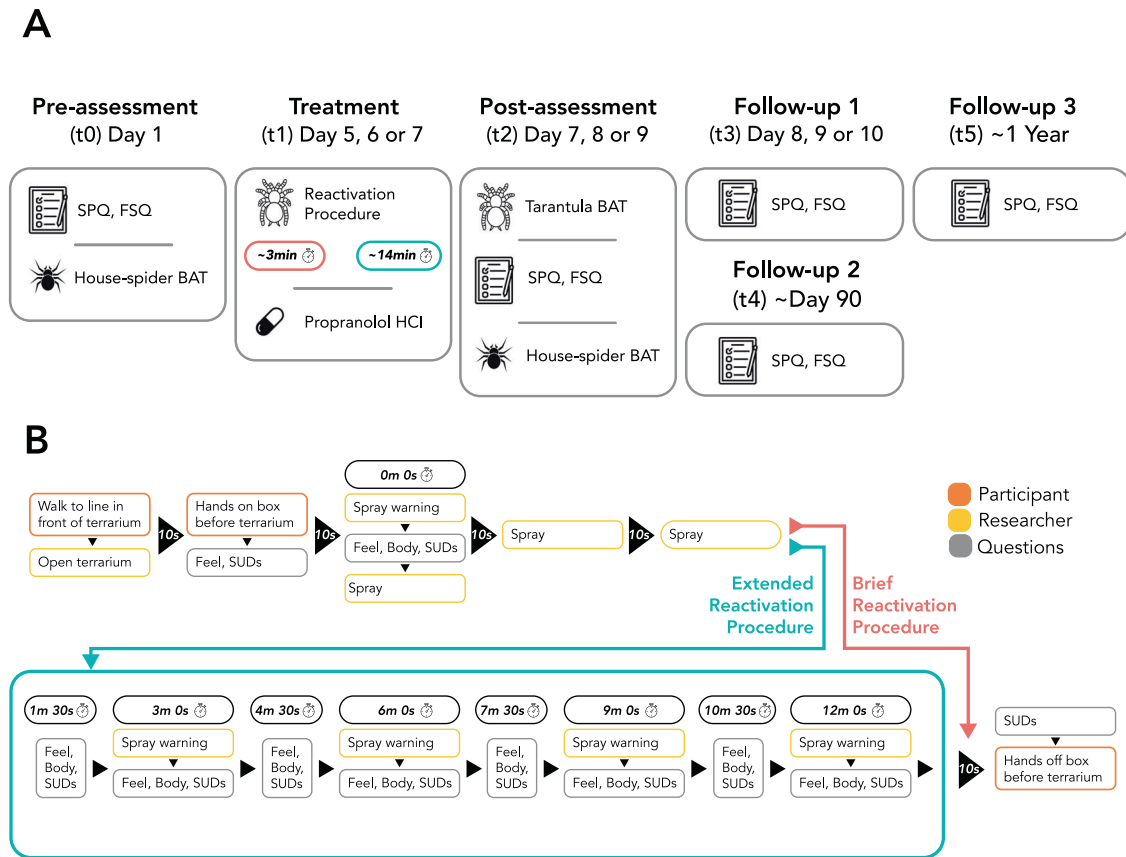 A
Pre-assessment
(t0) Day 1
SPQ, FSQ
House-spider BAT
Treatment
(t1) Day 5, 6 or 7
Reactivation
Procedure
~3min
~14min
Propranolol HCl
Post-assessment
(t2) Day 7, 8 or 9
Tarantula BAT
SPQ, FSQ
House-spider BAT
Follow-up 1
(t3) Day 8, 9 or 10
SPQ, FSQ
Follow-up 2
(t4) ~Day 90
SPQ, FSQ
Follow-up 3
(t5) ~1 Year
SPQ, FSQ
B
Walk to line in
front of terrarium
Open terrarium
10s
Hands on box
before terrarium
Feel, SUDs
10s
0m 0s
Spray warning
Feel, Body, SUDs
Spray
10s
Spray
10s
Spray
Participant
Researcher
Questions
Extended
Reactivation
Procedure
Brief
Reactivation
Procedure
1m 30s
Feel,
Body,
SUDs
3m 0s
Spray warning
Feel, Body, SUDs
4m 30s
Feel,
Body,
SUDs
6m 0s
Spray warning
Feel, Body, SUDs
7m 30s
Feel,
Body,
SUDs
9m 0s
Spray warning
Feel, Body, SUDs
10m 30s
Feel,
Body,
SUDs
12m 0s
Spray warning
Feel, Body, SUDs
10s
SUDs
Hands off box
before terrarium